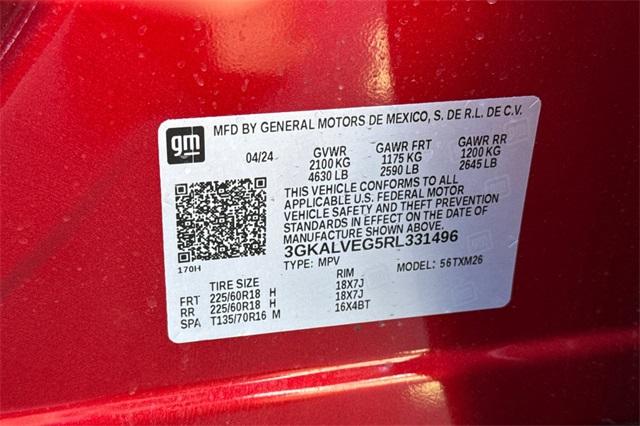 gm
MFD BY GENERAL MOTORS DE MEXICO, S. DE R.L. DE C.V.
04/24 GVWR GAWR FRT GAWR RR
2100 KG 1175 KG 1200 KG
4630 LB 2590 LB 2645 LB
THIS VEHICLE CONFORMS TO ALL
APPLICABLE U.S. FEDERAL MOTOR
VEHICLE SAFETY AND THEFT PREVENTION
STANDARDS IN EFFECT ON THE DATE
OF MANUFACTURE SHOWN ABOVE.
3GKALVEG5RL331496
170H TYPE: MPV MODEL: 56TXM26
TIRE SIZE RIM
FRT 225/60R18 H 18X7J
RR 225/60R18 H 18X7J
SPA T135/70R16 M 16X4BT